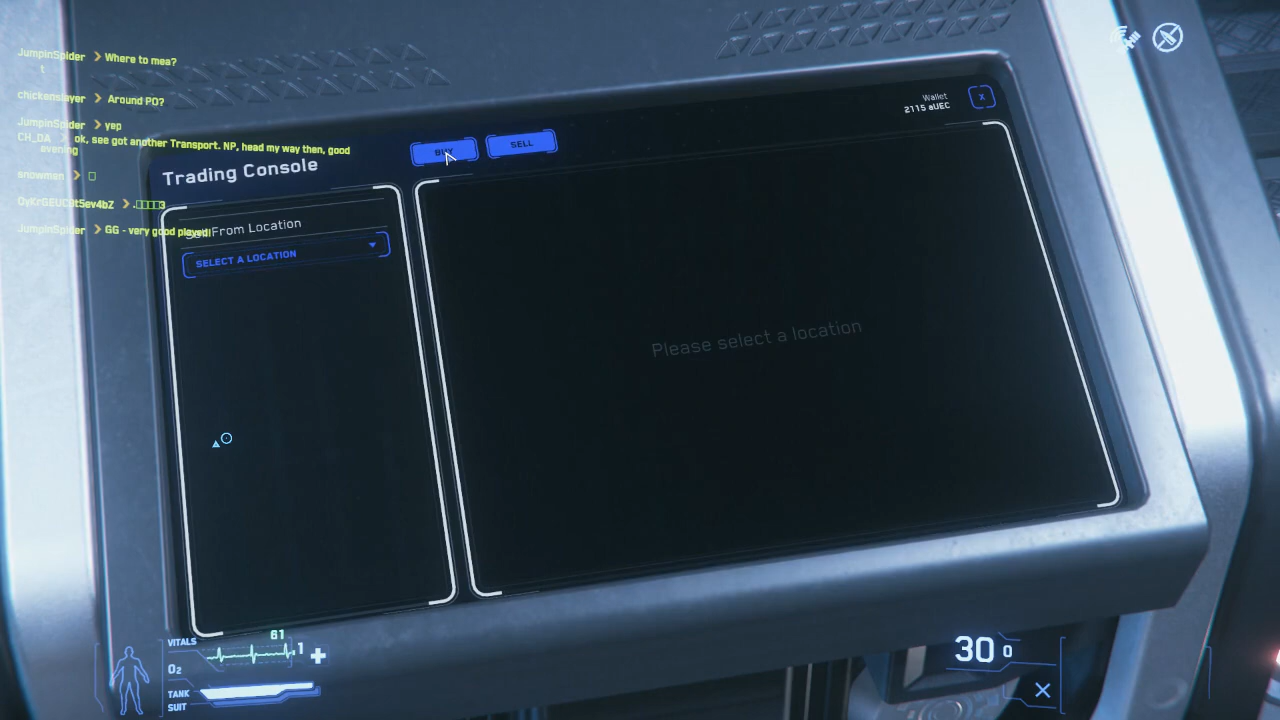 JumpinSpider > Where to mea?
t
chickenslayer > Around PO?
JumpinSpider > yep
CH_DA > ok, see got another Transport. NP, head my way then, good
evening
snowmen >
JumpinSpider > GG - very good played!
Trading Console
BUY
SELL
Wallet
2115 aUEC
X
From Location
SELECT A LOCATION
Please select a location
VITALS
61
1
O2
TANK
SUIT
30 0